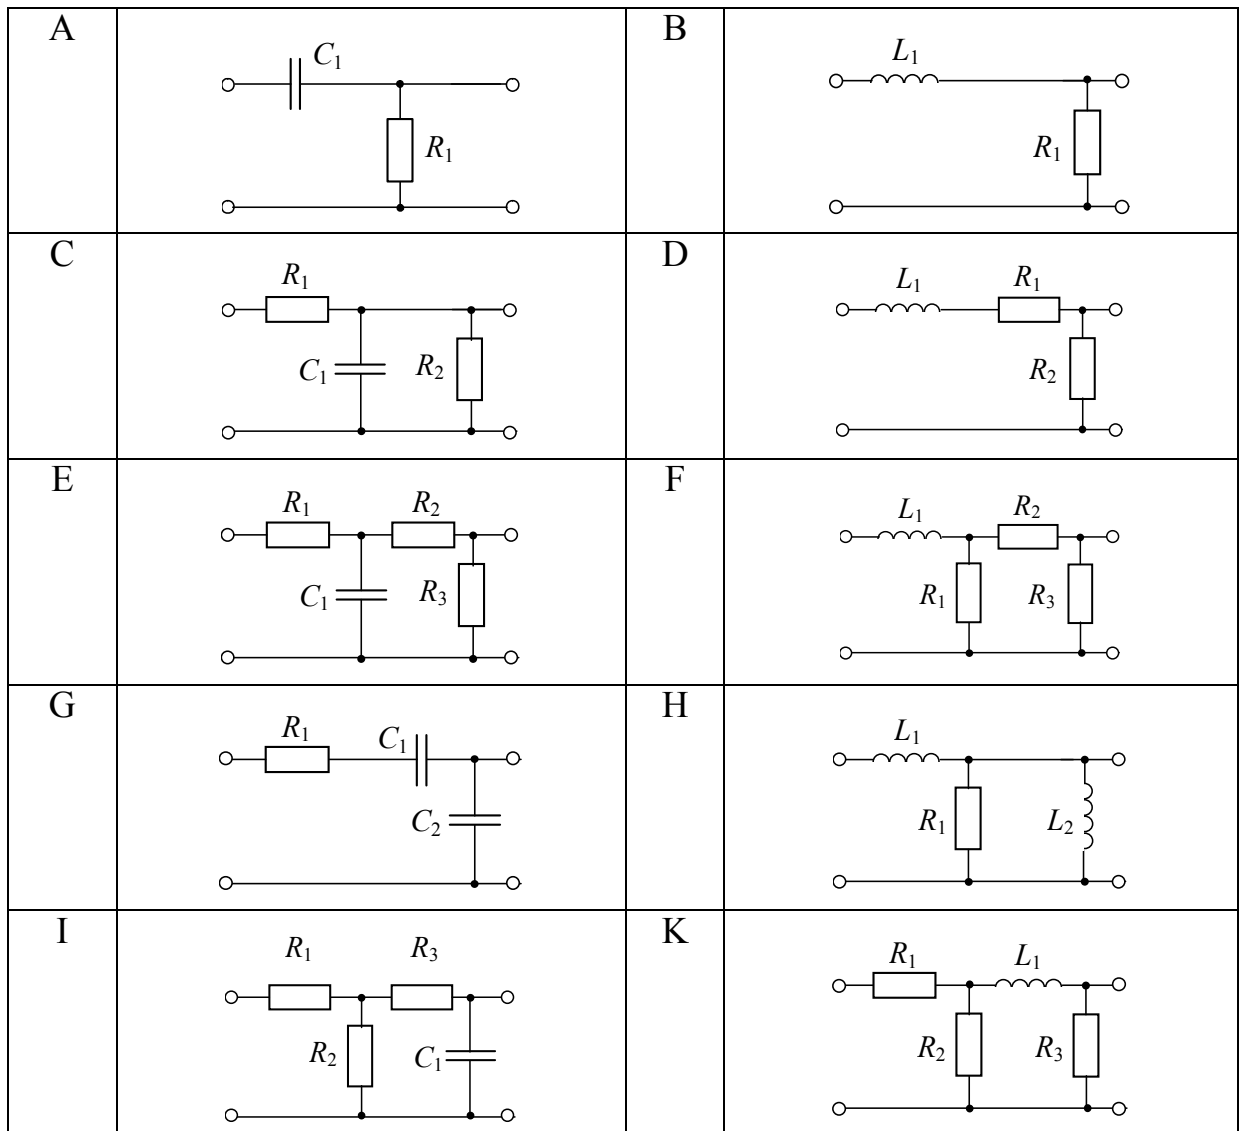 A
C₁
R₁
B
L₁
R₁
C
R₁
C₁
R₂
D
L₁
R₁
R₂
E
R₁
R₂
C₁
R₃
F
L₁
R₂
R₁
R₃
G
R₁
C₁
C₂
H
L₁
R₁
L₂
I
R₁
R₃
R₂
C₁
K
R₁
L₁
R₂
R₃